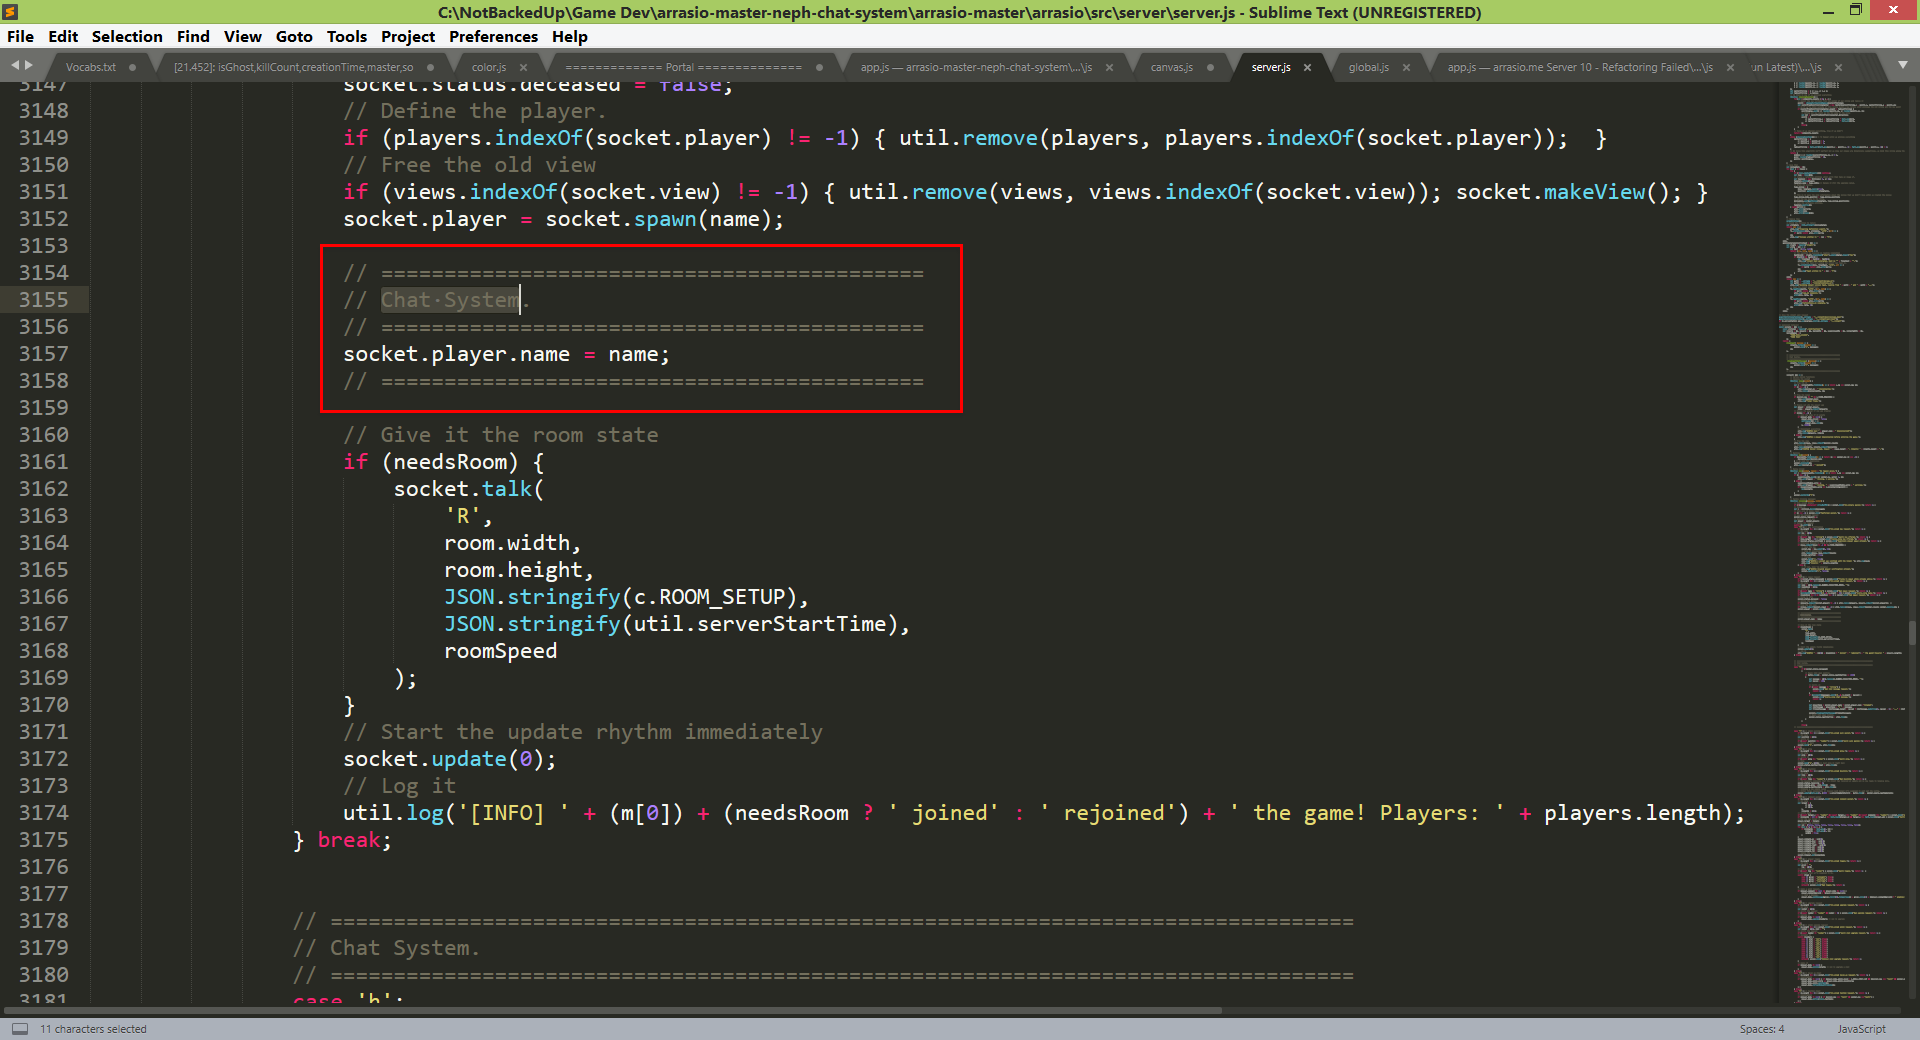 C:\NotBackedUp\Game Dev\arrasio-master-neph-chat-system\arrasio-master\arrasio\src\server\server.js - Sublime Text (UNREGISTERED)
File Edit Selection Find View Goto Tools Project Preferences Help
Vocabs.txt [21.452]: isGhost,killCount,creationTime,master,so color.js ============= Portal ============== app.js — arrasio-master-neph-chat-system\...\js canvas.js server.js global.js app.js — arrasio.me Server 10 - Refactoring Failed\...\js un Latest)\...\js
3147 socket.status.deceased = false;
3148 // Define the player.
3149 if (players.indexOf(socket.player) != -1) { util.remove(players, players.indexOf(socket.player));  }
3150 // Free the old view
3151 if (views.indexOf(socket.view) != -1) { util.remove(views, views.indexOf(socket.view)); socket.makeView(); }
3152 socket.player = socket.spawn(name);
3153
3154 // ===========================================
3155 // Chat·System.
3156 // ===========================================
3157 socket.player.name = name;
3158 // ===========================================
3159
3160 // Give it the room state
3161 if (needsRoom) {
3162 socket.talk(
3163 'R',
3164 room.width,
3165 room.height,
3166 JSON.stringify(c.ROOM_SETUP),
3167 JSON.stringify(util.serverStartTime),
3168 roomSpeed
3169 );
3170 }
3171 // Start the update rhythm immediately
3172 socket.update(0);
3173 // Log it
3174 util.log('[INFO] ' + (m[0]) + (needsRoom ? ' joined' : ' rejoined') + ' the game! Players: ' + players.length);
3175 } break;
3176
3177
3178 // =================================================================================
3179 // Chat System.
3180 // =================================================================================
3181 case 'h':
11 characters selected Spaces: 4 JavaScript